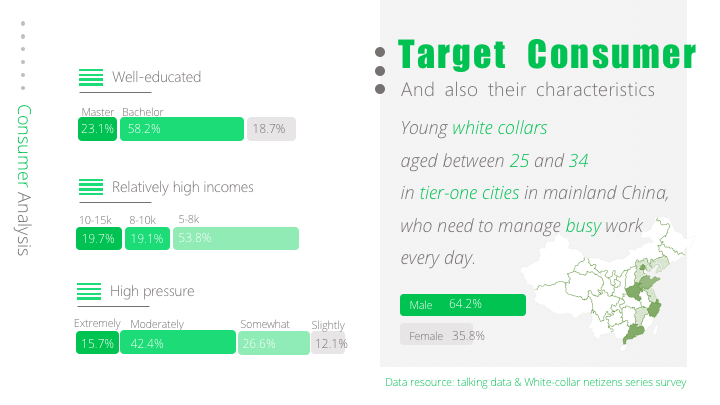 Consumer Analysis
Well-educated
Master Bachelor
23.1% 58.2% 18.7%
Relatively high incomes
10-15k 8-10k 5-8k
19.7% 19.1% 53.8%
High pressure
Extremely Moderately Somewhat Slightly
15.7% 42.4% 26.6% 12.1%
Target Consumer
And also their characteristics
Young white collars
aged between 25 and 34
in tier-one cities in mainland China,
who need to manage busy work
every day.
Male 64.2%
Female 35.8%
Data resource: talking data & White-collar netizens series survey